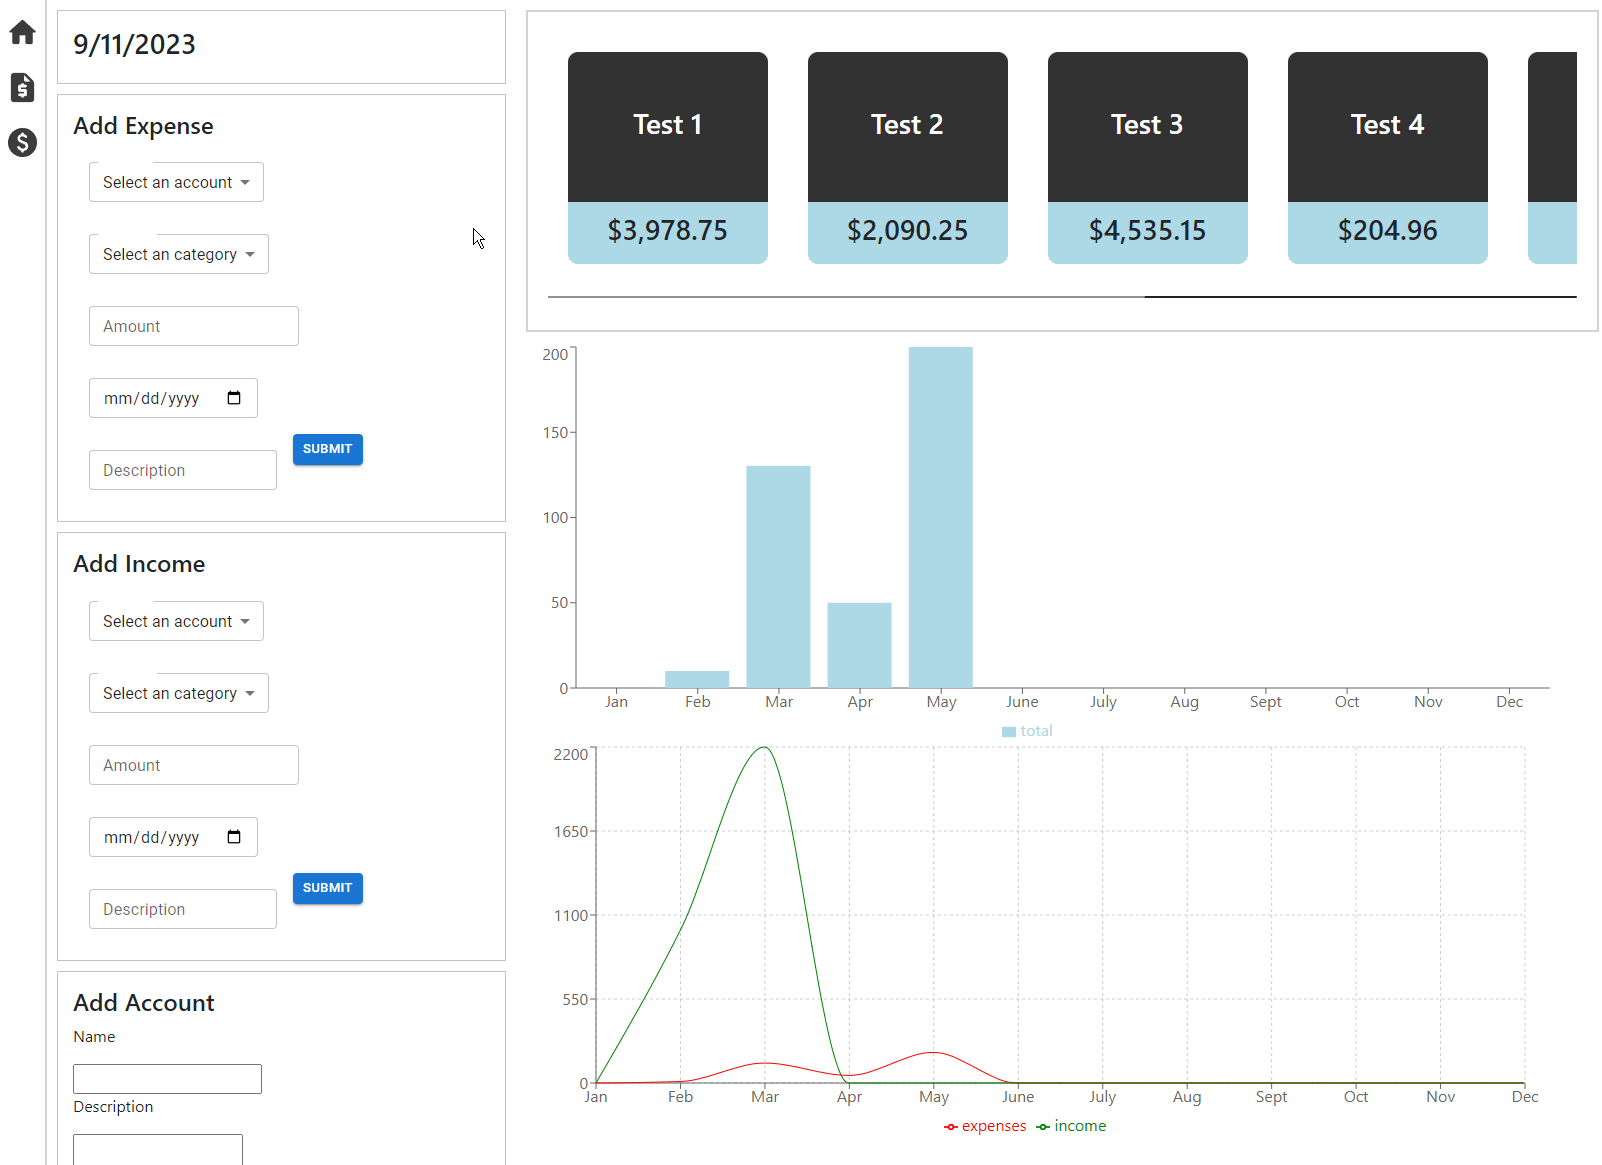 9/11/2023
Add Expense
Select an account
Select an category
Amount
mm/dd/yyyy
Description
SUBMIT
Add Income
Select an account
Select an category
Amount
mm/dd/yyyy
Description
SUBMIT
Add Account
Name
Description
Test 1
$3,978.75
Test 2
$2,090.25
Test 3
$4,535.15
Test 4
$204.96
200
150
100
50
0
Jan Feb Mar Apr May June July Aug Sept Oct Nov Dec
total
2200
1650
1100
550
0
Jan Feb Mar Apr May June July Aug Sept Oct Nov Dec
expenses income